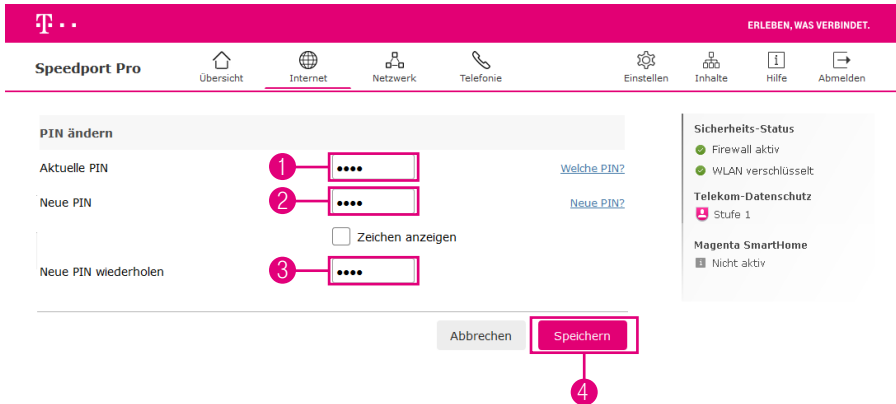 T··
ERLEBEN, WAS VERBINDET.
Speedport Pro
Übersicht
Internet
Netzwerk
Telefonie
Einstellen
Inhalte
Hilfe
Abmelden
PIN ändern
Aktuelle PIN
1
••••
Welche PIN?
Neue PIN
2
••••
Neue PIN?
Zeichen anzeigen
Neue PIN wiederholen
3
••••
Abbrechen
Speichern
4
Sicherheits-Status
Firewall aktiv
WLAN verschlüsselt
Telekom-Datenschutz
Stufe 1
Magenta SmartHome
Nicht aktiv